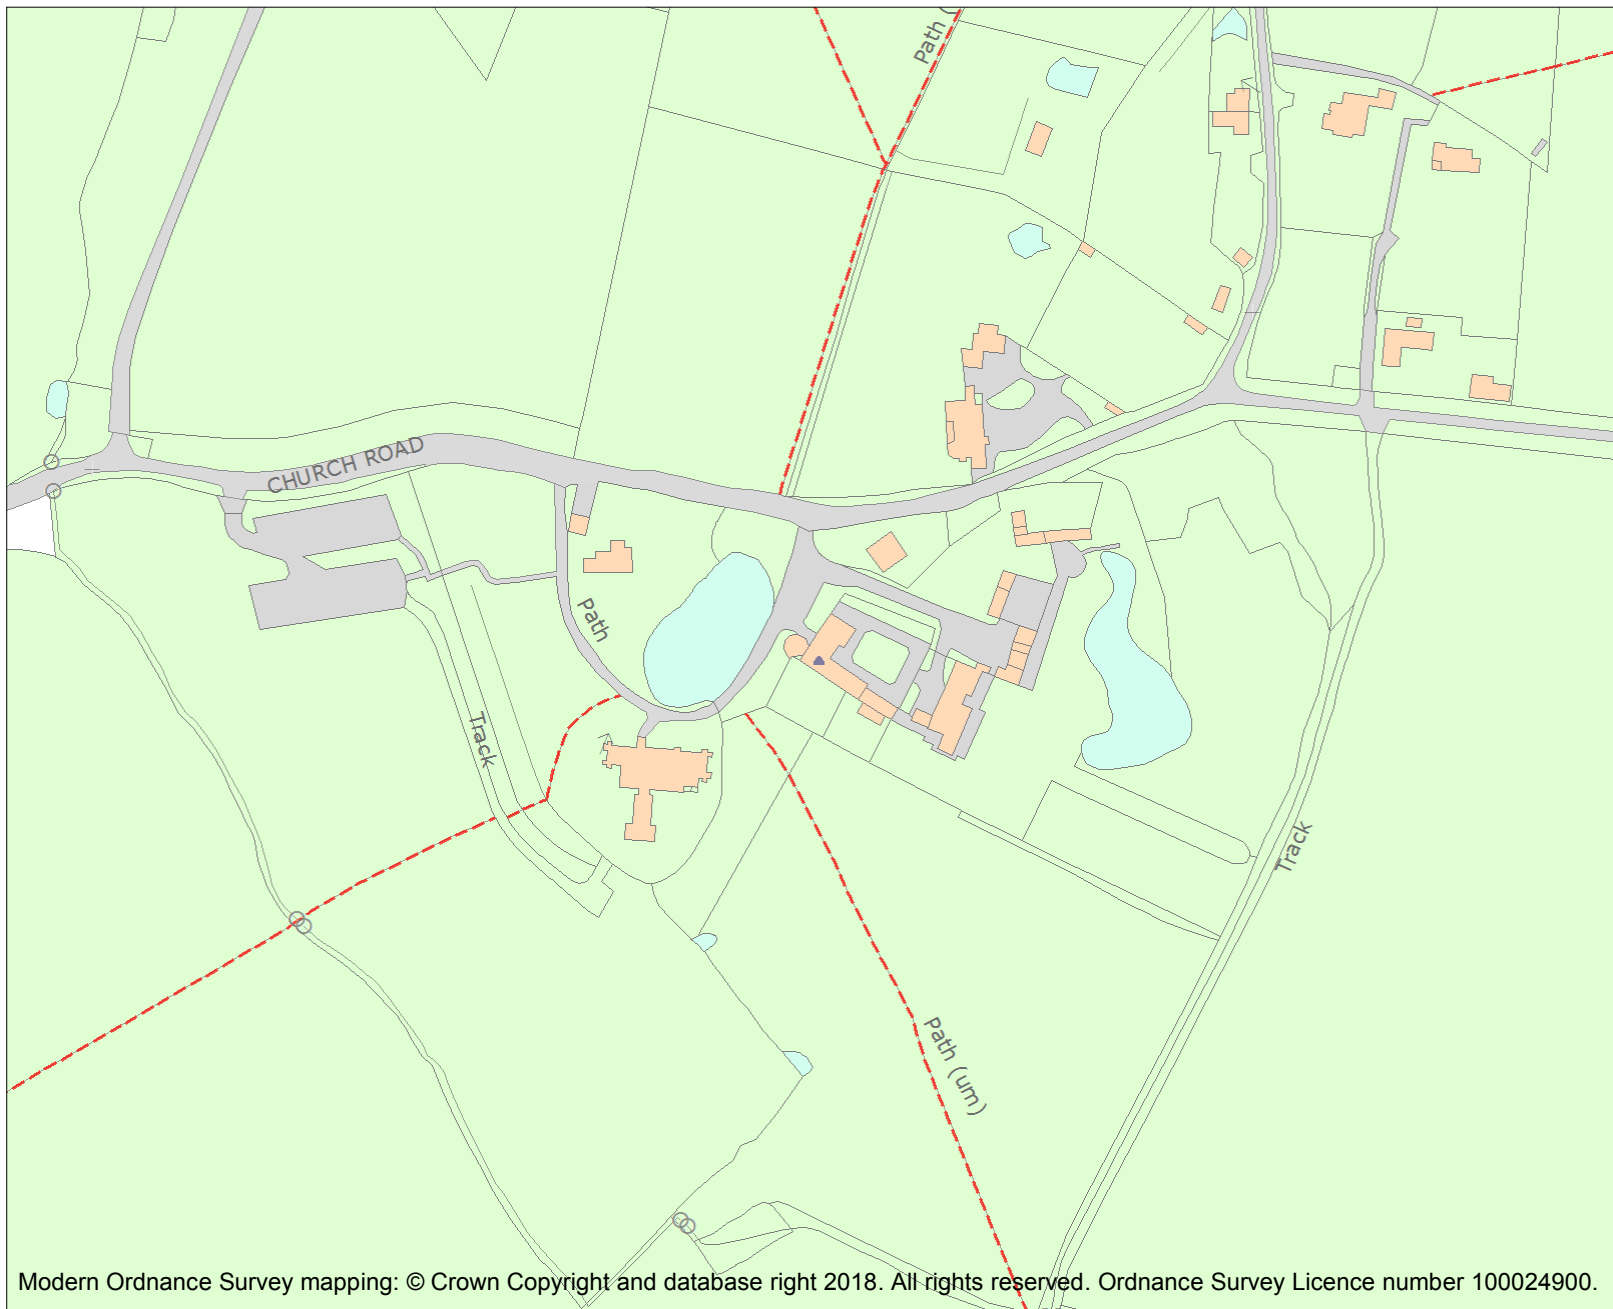 Path (
CHURCH ROAD
Path
Track
Track
Path (um)
Modern Ordnance Survey mapping: © Crown Copyright and database right 2018. All rights reserved. Ordnance Survey Licence number 100024900.